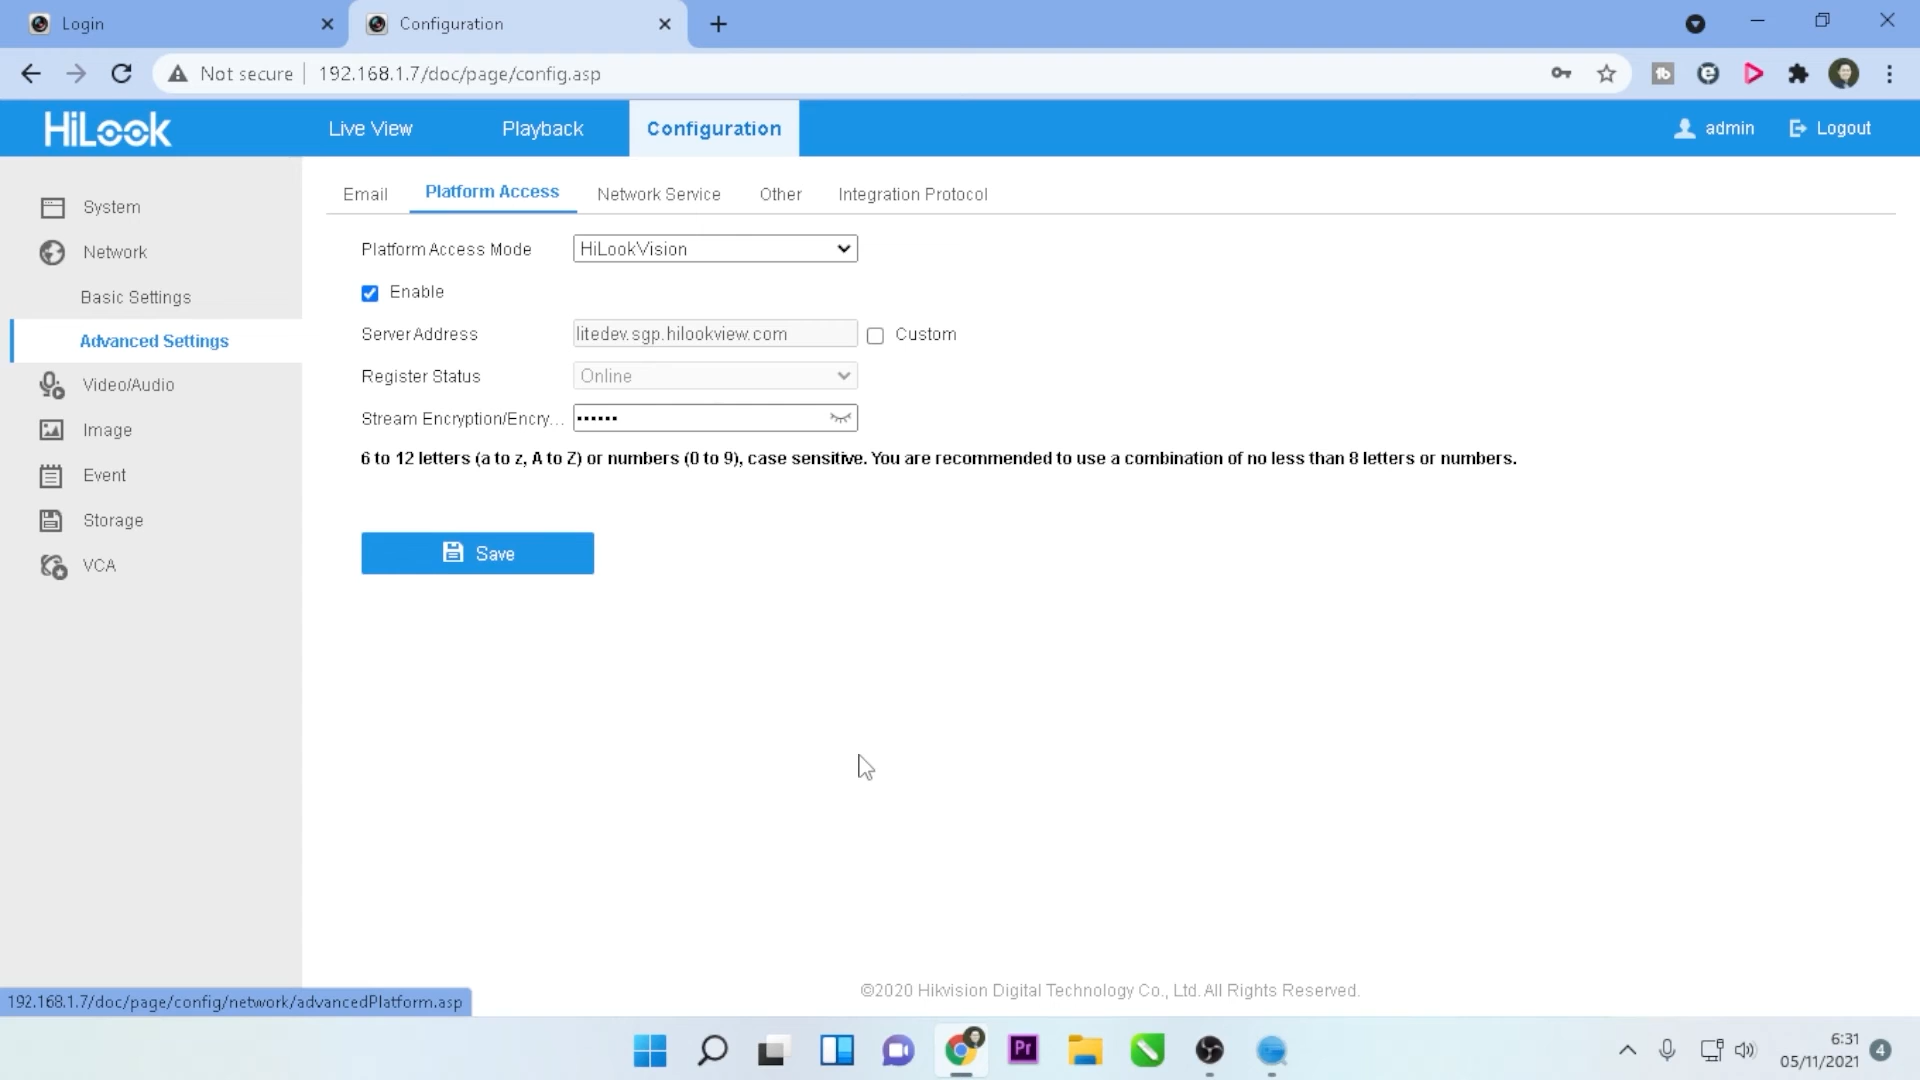 Login
Configuration
Not secure
192.168.1.7/doc/page/config.asp
HiLook
Live View
Playback
Configuration
admin
Logout
System
Network
Basic Settings
Advanced Settings
Video/Audio
Image
Event
Storage
VCA
Email
Platform Access
Network Service
Other
Integration Protocol
Platform Access Mode
HiLookVision
Enable
Server Address
litedev.sgp.hilookview.com
Custom
Register Status
Online
Stream Encryption/Encry...
••••••
6 to 12 letters (a to z, A to Z) or numbers (0 to 9), case sensitive. You are recommended to use a combination of no less than 8 letters or numbers.
Save
©2020 Hikvision Digital Technology Co., Ltd. All Rights Reserved.
192.168.1.7/doc/page/config/network/advancedPlatform.asp
Pr
6:31
05/11/2021
4